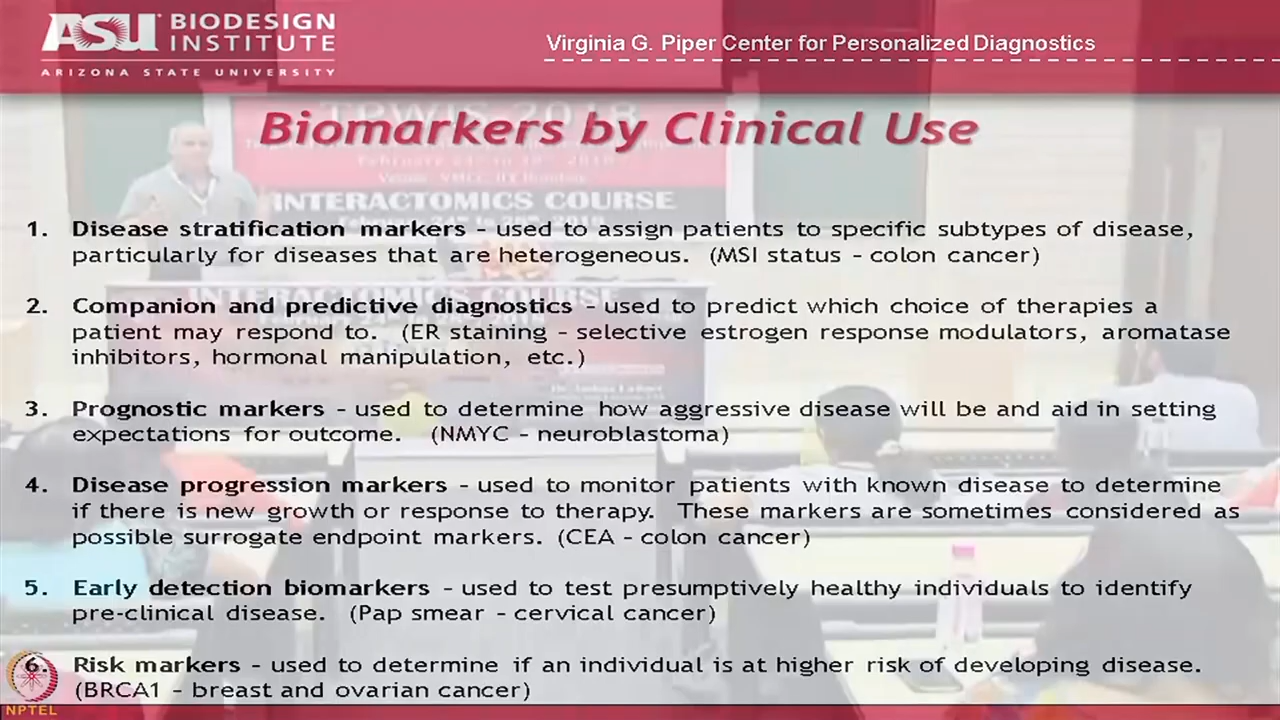 ASU BIODESIGN
INSTITUTE
ARIZONA STATE UNIVERSITY
Virginia G. Piper Center for Personalized Diagnostics
TPWIS 2018
INTERACTOMICS COURSE
Biomarkers by Clinical Use
1. Disease stratification markers - used to assign patients to specific subtypes of disease,
particularly for diseases that are heterogeneous. (MSI status - colon cancer)
2. Companion and predictive diagnostics - used to predict which choice of therapies a
patient may respond to. (ER staining - selective estrogen response modulators, aromatase
inhibitors, hormonal manipulation, etc.)
3. Prognostic markers - used to determine how aggressive disease will be and aid in setting
expectations for outcome. (NMYC - neuroblastoma)
4. Disease progression markers - used to monitor patients with known disease to determine
if there is new growth or response to therapy. These markers are sometimes considered as
possible surrogate endpoint markers. (CEA - colon cancer)
5. Early detection biomarkers - used to test presumptively healthy individuals to identify
pre-clinical disease. (Pap smear - cervical cancer)
6. Risk markers - used to determine if an individual is at higher risk of developing disease.
(BRCA1 - breast and ovarian cancer)
NPTEL